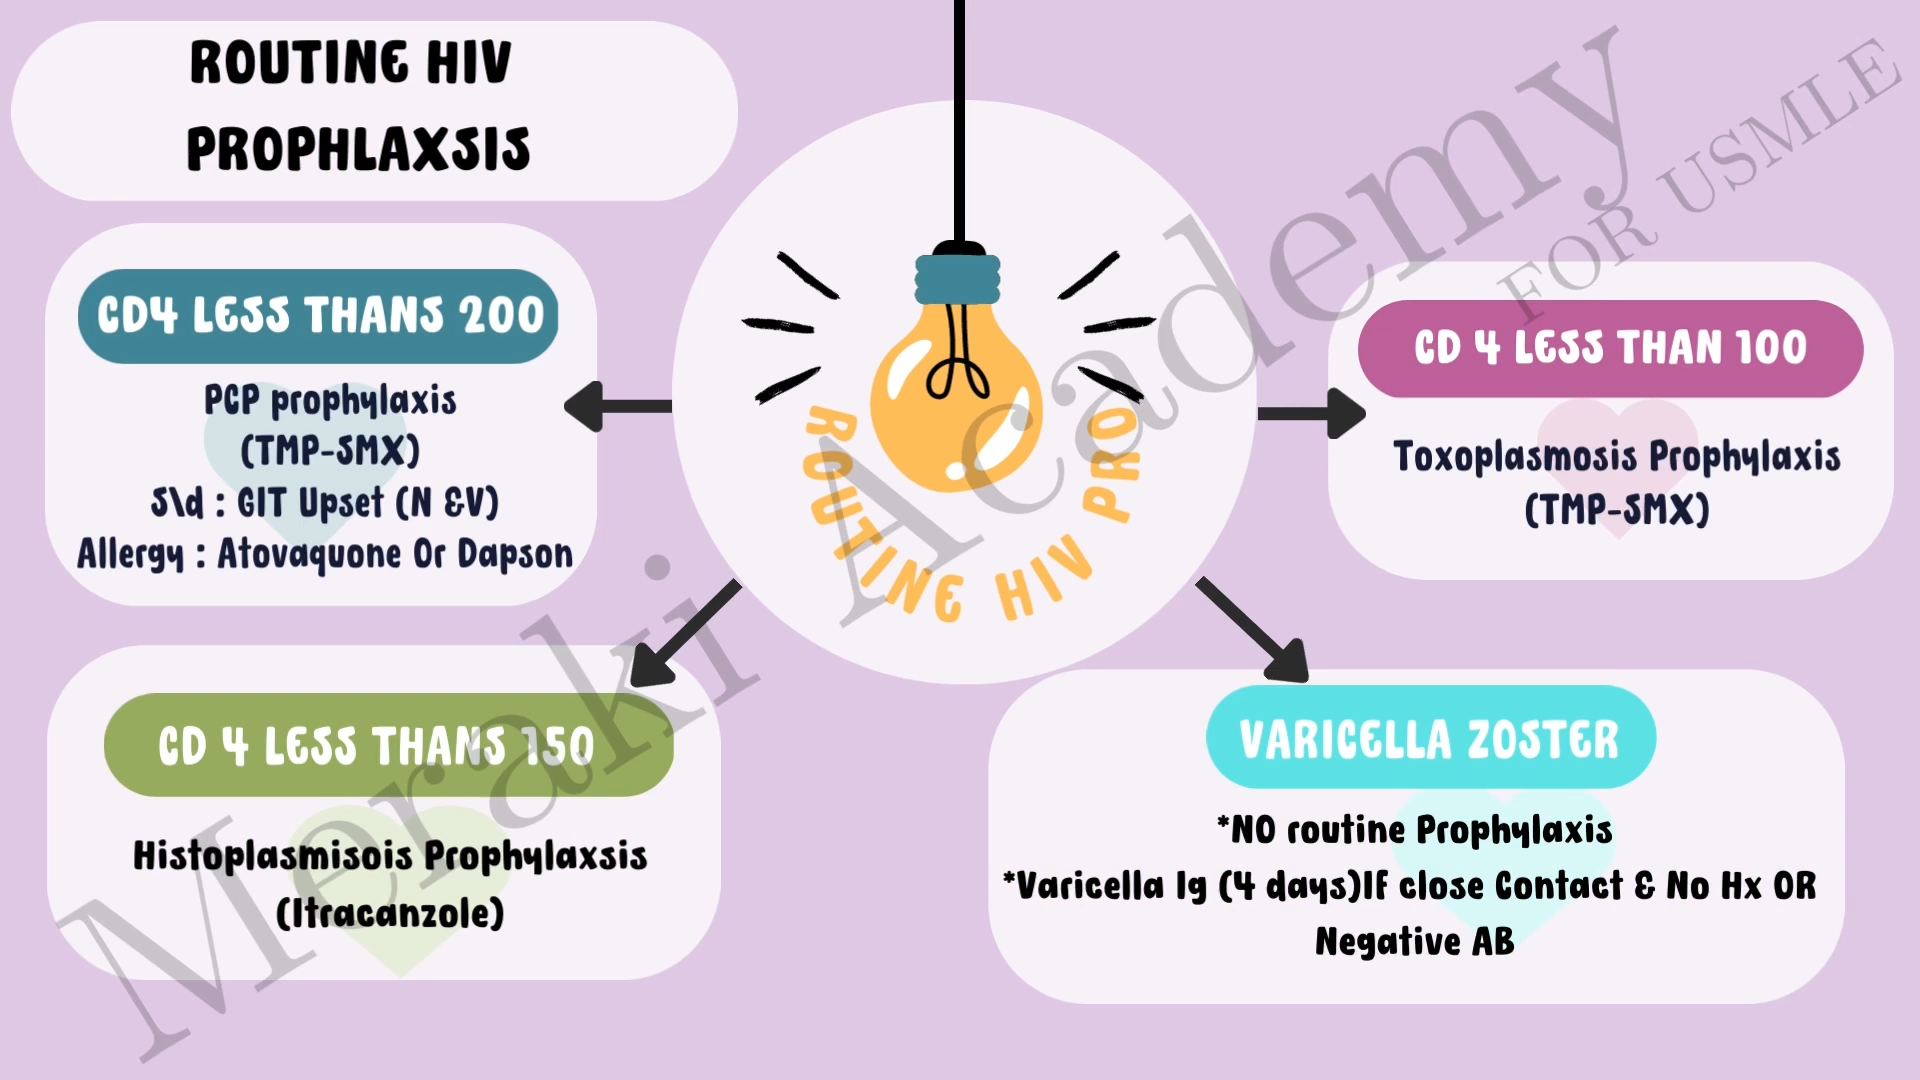 ROUTINE HIV
PROPHLAXSIS
CD4 LESS THANS 200
PCP prophylaxis
(TMP-SMX)
S\d : GIT Upset (N &V)
Allergy : Atovaquone Or Dapson
CD 4 LESS THANS 150
Histoplasmisois Prophylaxsis
(Itracanzole)
ROUTINE HIV PRO
CD 4 LESS THAN 100
Toxoplasmosis Prophylaxis
(TMP-SMX)
VARICELLA ZOSTER
*NO routine Prophylaxis
*Varicella Ig (4 days)IF close Contact & No Hx OR
Negative AB
Meraki Academy
FOR USMLE